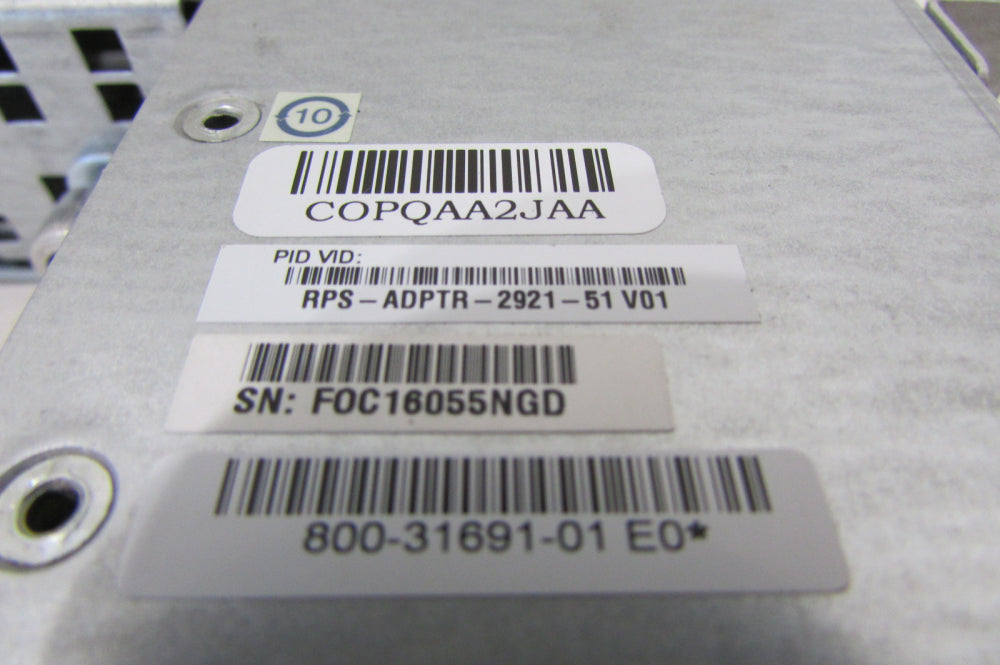 10
COPQAA2JAA
PID VID:
RPS-ADPTR-2921-51 V01
SN: FOC16055NGD
800-31691-01 E0*